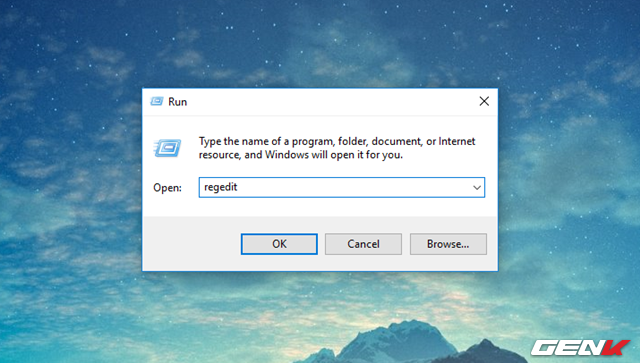 Run
Type the name of a program, folder, document, or Internet
resource, and Windows will open it for you.
Open: regedit
OK Cancel Browse...
GENK